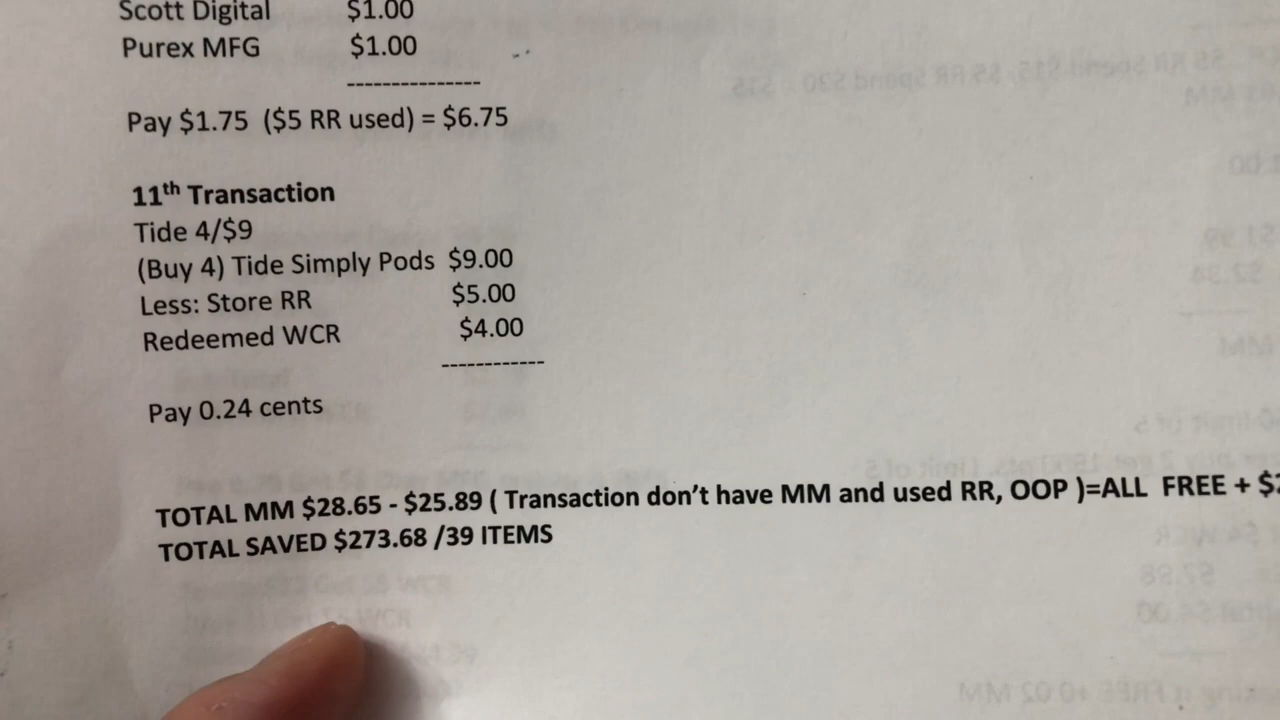 Scott Digital $1.00
Purex MFG $1.00
---------------
Pay $1.75 ($5 RR used) = $6.75
11th Transaction
Tide 4/$9
(Buy 4) Tide Simply Pods $9.00
Less: Store RR $5.00
Redeemed WCR $4.00
------------
Pay 0.24 cents
TOTAL MM $28.65 - $25.89 ( Transaction don't have MM and used RR, OOP )=ALL FREE + $
TOTAL SAVED $273.68 /39 ITEMS